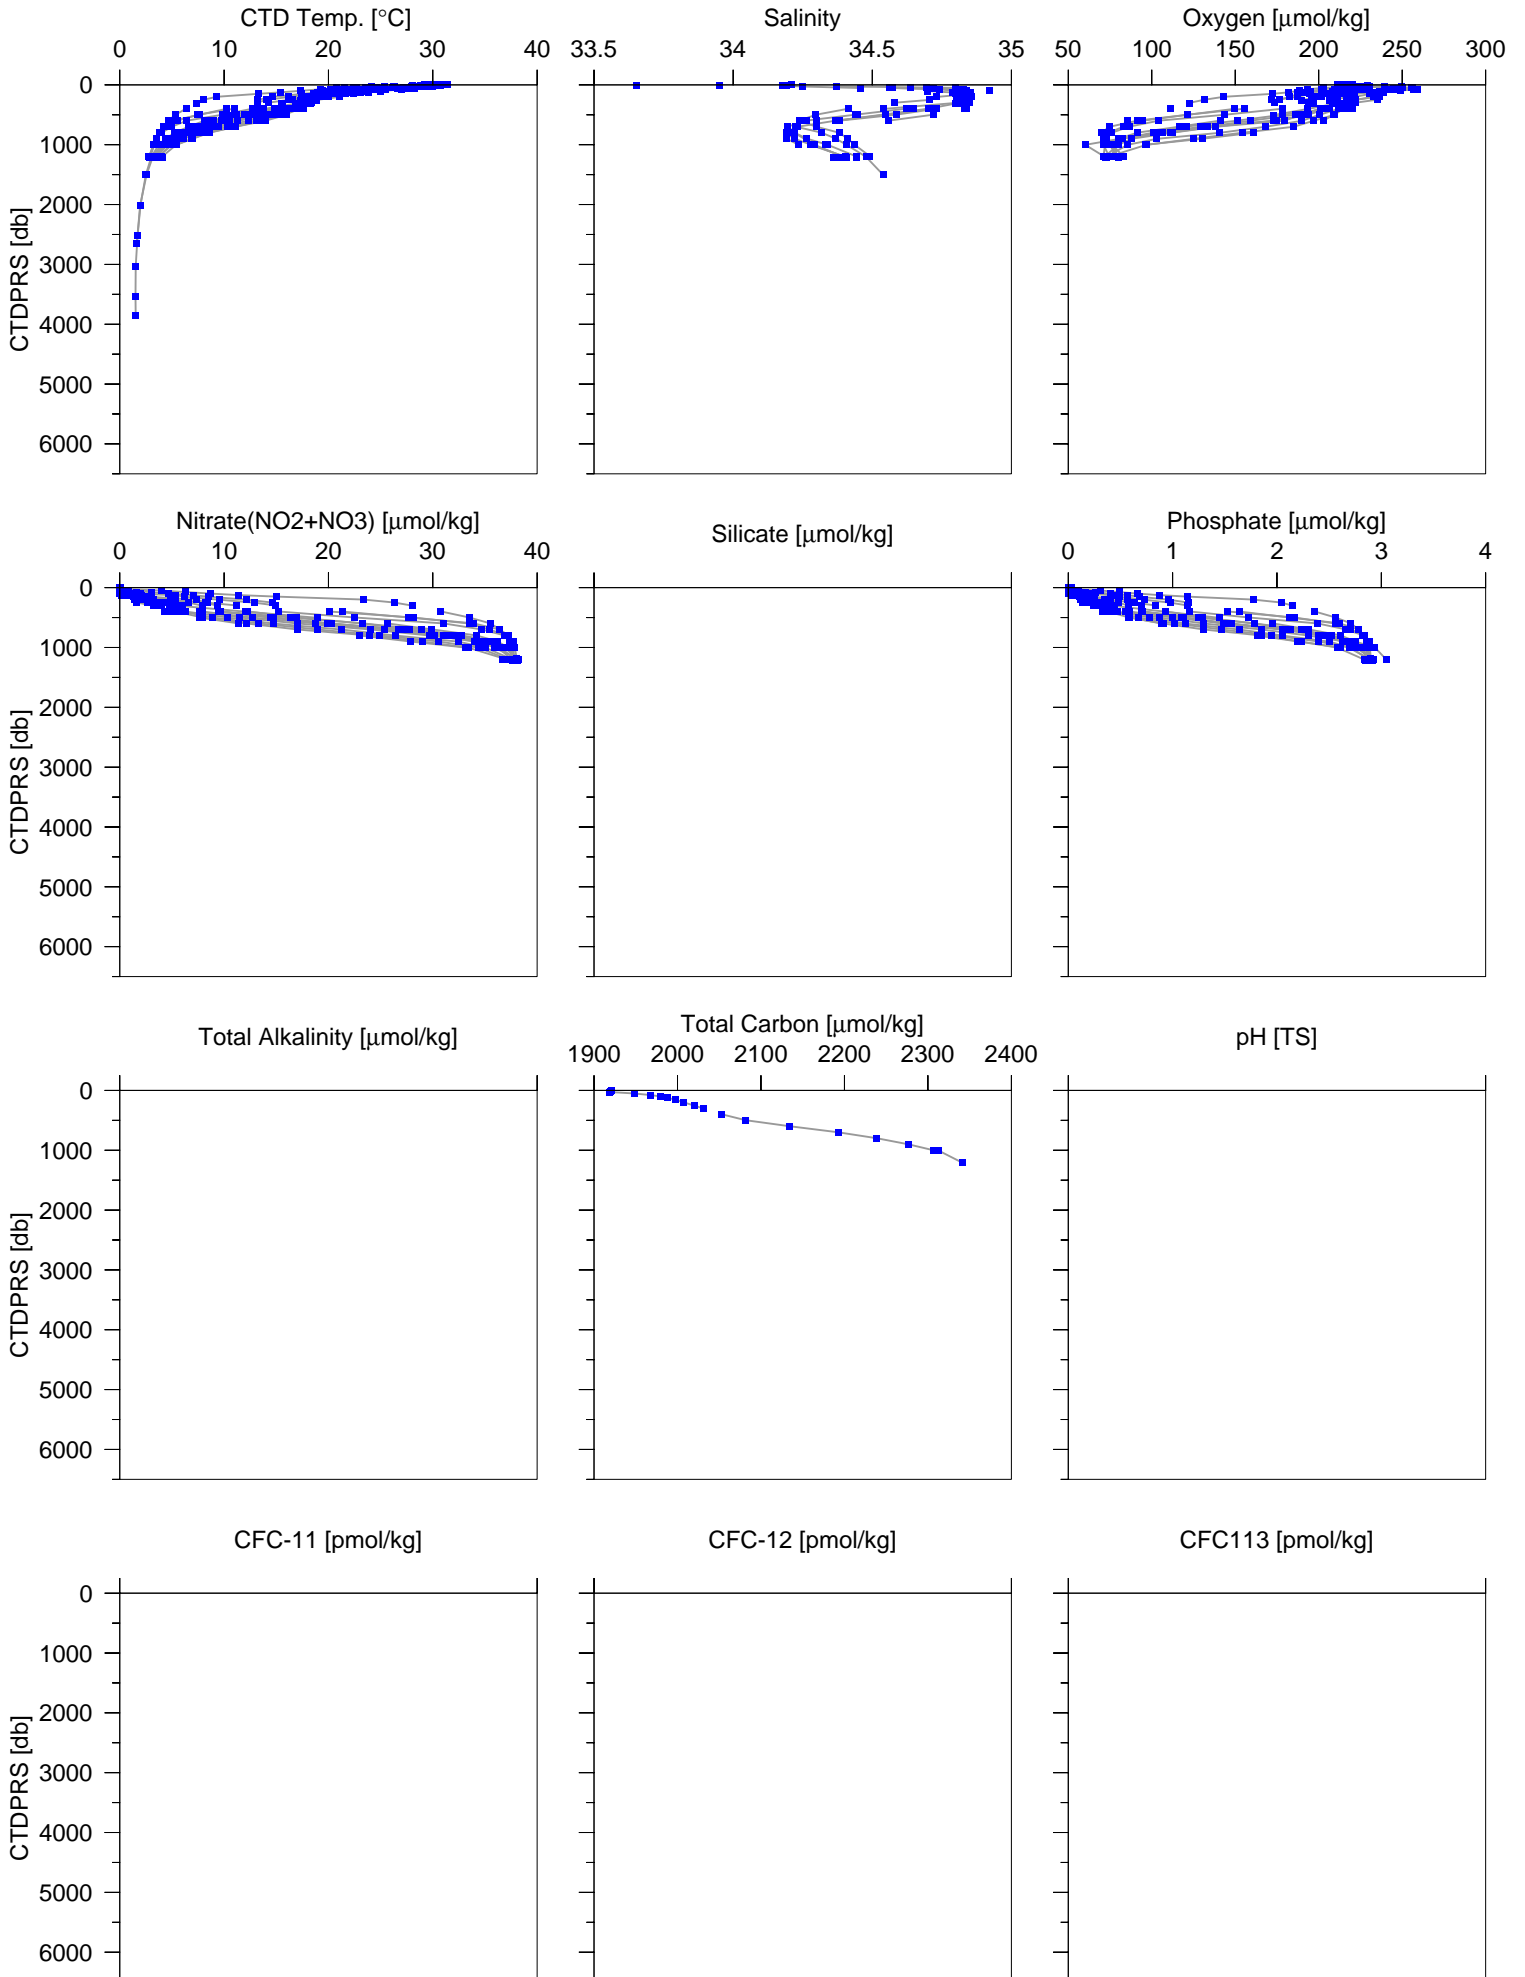 CTD Temp. [°C] Salinity Oxygen [μmol/kg]
0 10 20 30 40 33.5 34 34.5 35 50 100 150 200 250 300
0
1000
2000
3000
4000
5000
6000
CTDPRS [db]
Nitrate(NO2+NO3) [μmol/kg] Silicate [μmol/kg] Phosphate [μmol/kg]
0 10 20 30 40 0 1 2 3 4
0
1000
2000
3000
4000
5000
6000
CTDPRS [db]
Total Alkalinity [μmol/kg] Total Carbon [μmol/kg] pH [TS]
1900 2000 2100 2200 2300 2400
0
1000
2000
3000
4000
5000
6000
CTDPRS [db]
CFC-11 [pmol/kg] CFC-12 [pmol/kg] CFC113 [pmol/kg]
0
1000
2000
3000
4000
5000
6000
CTDPRS [db]